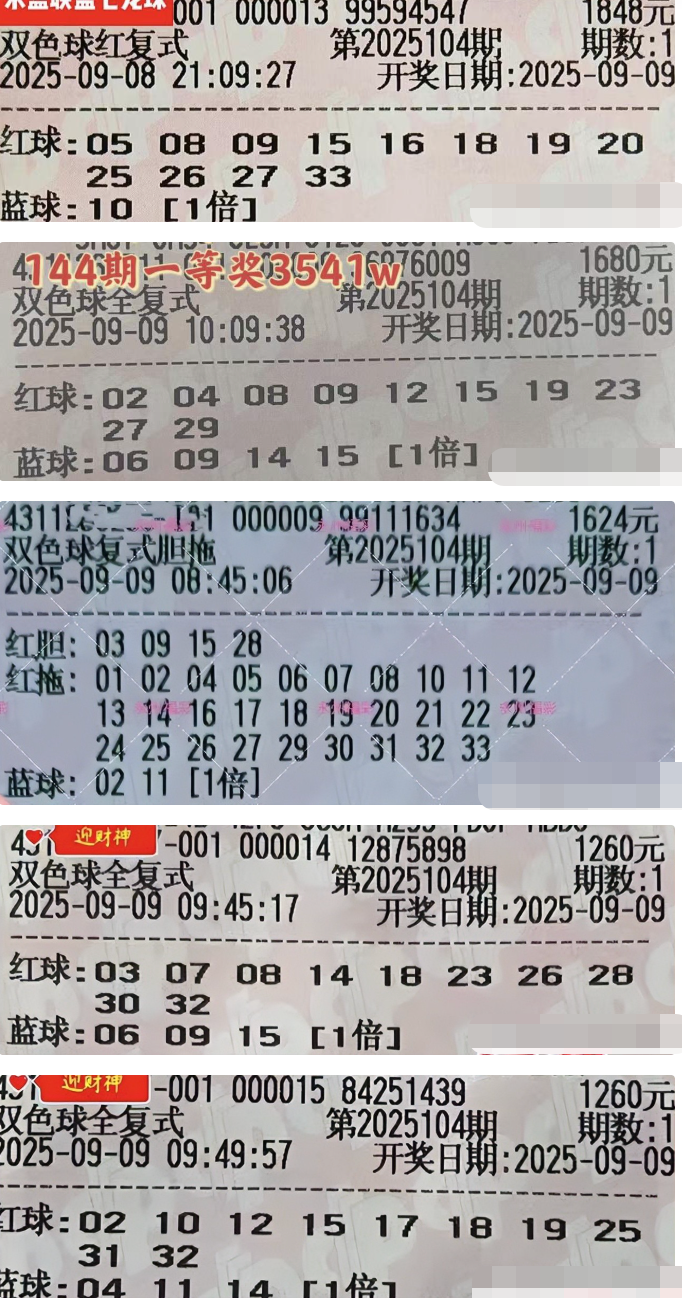 001 000013 99594547 1848元
双色球红复式 第2025104期 期数:1
2025-09-08 21:09:27 开奖日期:2025-09-09
红球:05 08 09 15 16 18 19 20
25 26 27 33
蓝球:10 [1倍]
144期一等奖3541w
76009 1680元
双色球全复式 第2025104期 期数:1
2025-09-09 10:09:38 开奖日期:2025-09-09
红球:02 04 08 09 12 15 19 23
27 29
蓝球:06 09 14 15 [1倍]
4311 1 000009 99111634 1624元
双色球复式胆拖 第2025104期 期数:1
2025-09-09 08:45:06 开奖日期:2025-09-09
红胆: 03 09 15 28
红拖: 01 02 04 05 06 07 08 10 11 12
13 14 16 17 18 19 20 21 22 23
24 25 26 27 29 30 31 32 33
蓝球: 02 11 [1倍]
迎财神
-001 000014 12875898 1260元
双色球全复式 第2025104期 期数:1
2025-09-09 09:45:17 开奖日期:2025-09-09
红球:03 07 08 14 18 23 26 28
30 32
蓝球:06 09 15 [1倍]
迎财神
-001 000015 84251439 1260元
双色球全复式 第2025104期 期数:1
2025-09-09 09:49:57 开奖日期:2025-09-09
红球:02 10 12 15 17 18 19 25
31 32
蓝球:04 11 14 [1倍]